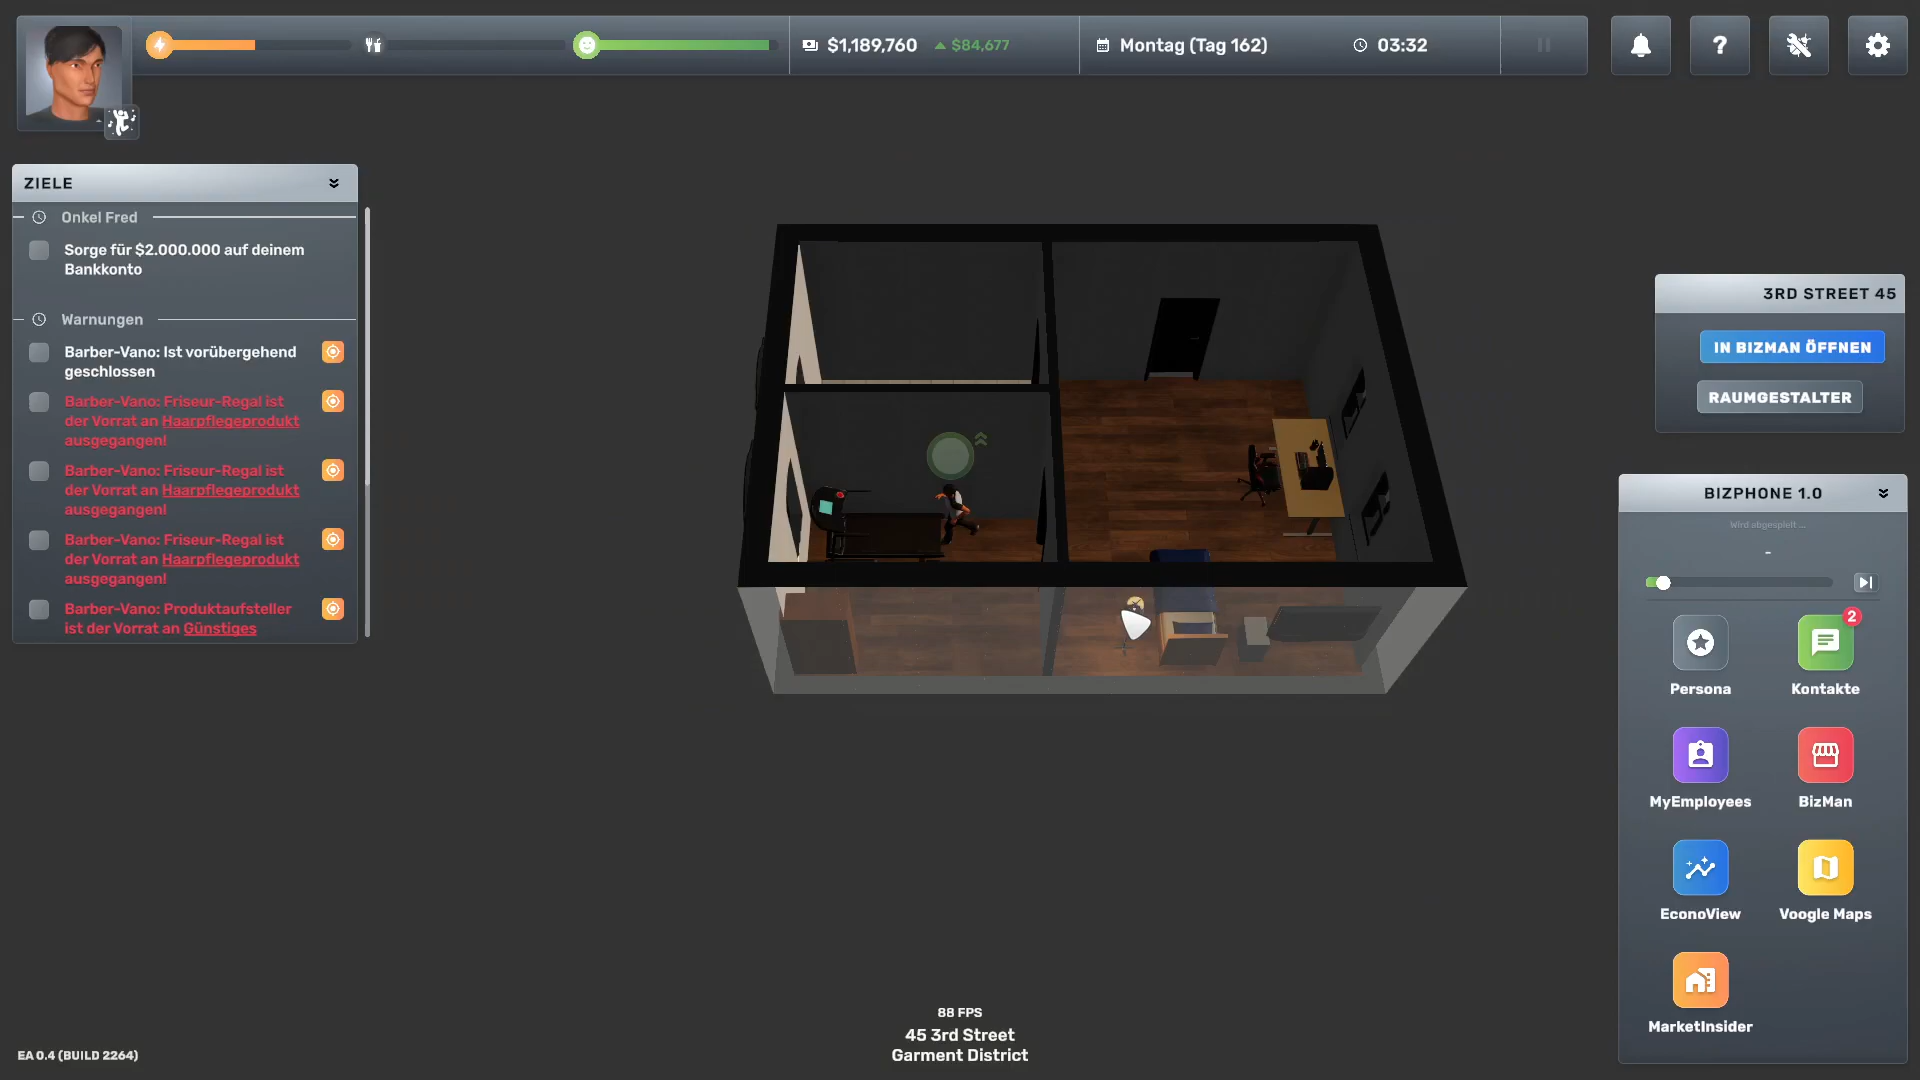 $1,189,760
$84,677
Montag (Tag 162)
03:32
?
ZIELE
Onkel Fred
Sorge für $2.000.000 auf deinem
Bankkonto
Warnungen
Barber-Vano: Ist vorübergehend
geschlossen
Barber-Vano: Friseur-Regal ist
der Vorrat an Haarpflegeprodukt
ausgegangen!
Barber-Vano: Friseur-Regal ist
der Vorrat an Haarpflegeprodukt
ausgegangen!
Barber-Vano: Friseur-Regal ist
der Vorrat an Haarpflegeprodukt
ausgegangen!
Barber-Vano: Produktaufsteller
ist der Vorrat an Günstiges
3RD STREET 45
IN BIZMAN ÖFFNEN
RAUMGESTALTER
BIZPHONE 1.0
Wird abgespielt ...
-
Persona
2
Kontakte
MyEmployees
BizMan
EconoView
Voogle Maps
MarketInsider
88 FPS
45 3rd Street
Garment District
EA 0.4 (BUILD 2264)